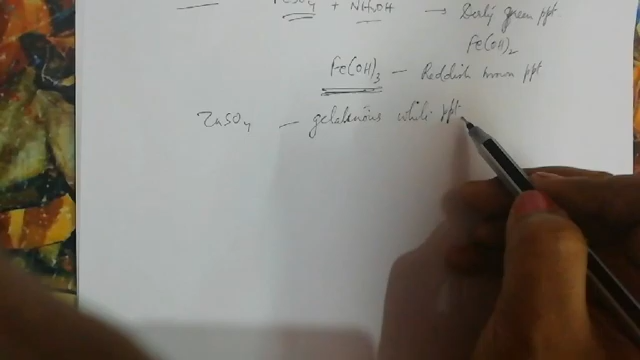 FeSO4 + NH4OH → Dirty green ppt
Fe(OH)2
Fe(OH)3 — Reddish brown ppt
ZnSO4 — gelatinous white ppt